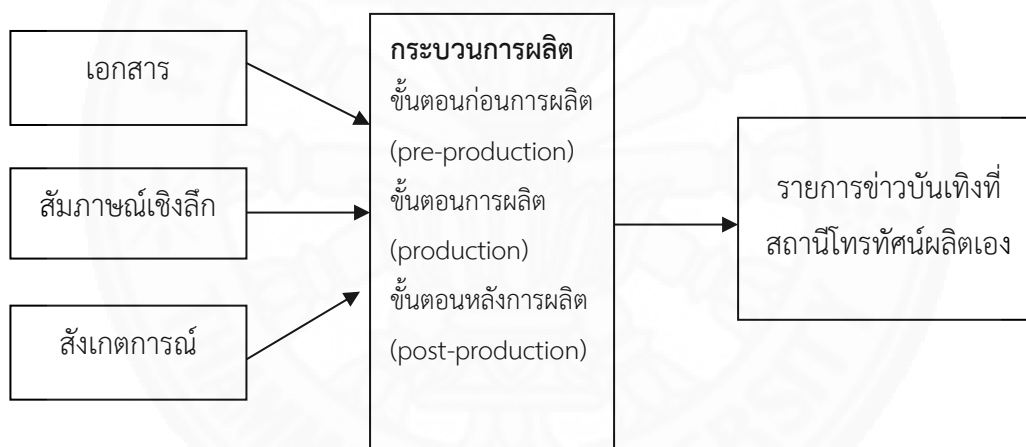 เอกสาร
สัมภาษณ์เชิงลึก
สังเกตการณ์
กระบวนการผลิต
ขั้นตอนก่อนการผลิต
(pre-production)
ขั้นตอนการผลิต
(production)
ขั้นตอนหลังการผลิต
(post-production)
รายการข่าวบันเทิงที่
สถานีโทรทัศน์ผลิตเอง